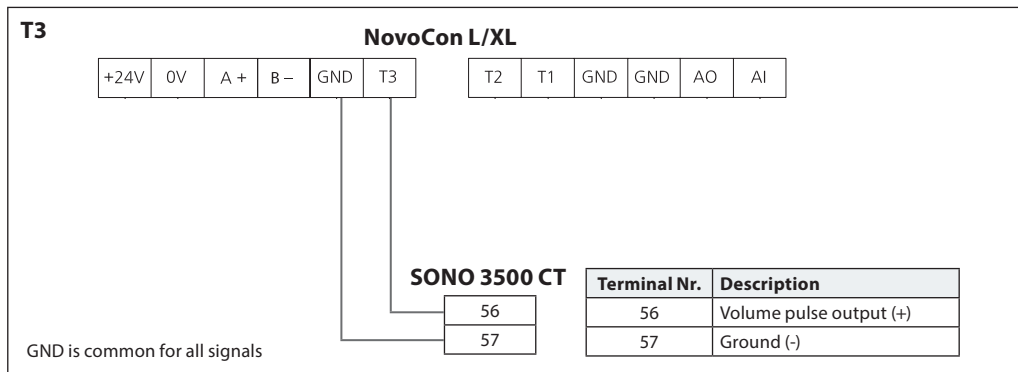 T3
NovoCon L/XL
+24V 0V A + B – GND T3 T2 T1 GND GND AO AI
SONO 3500 CT
56
57
Terminal Nr. Description
56 Volume pulse output (+)
57 Ground (-)
GND is common for all signals